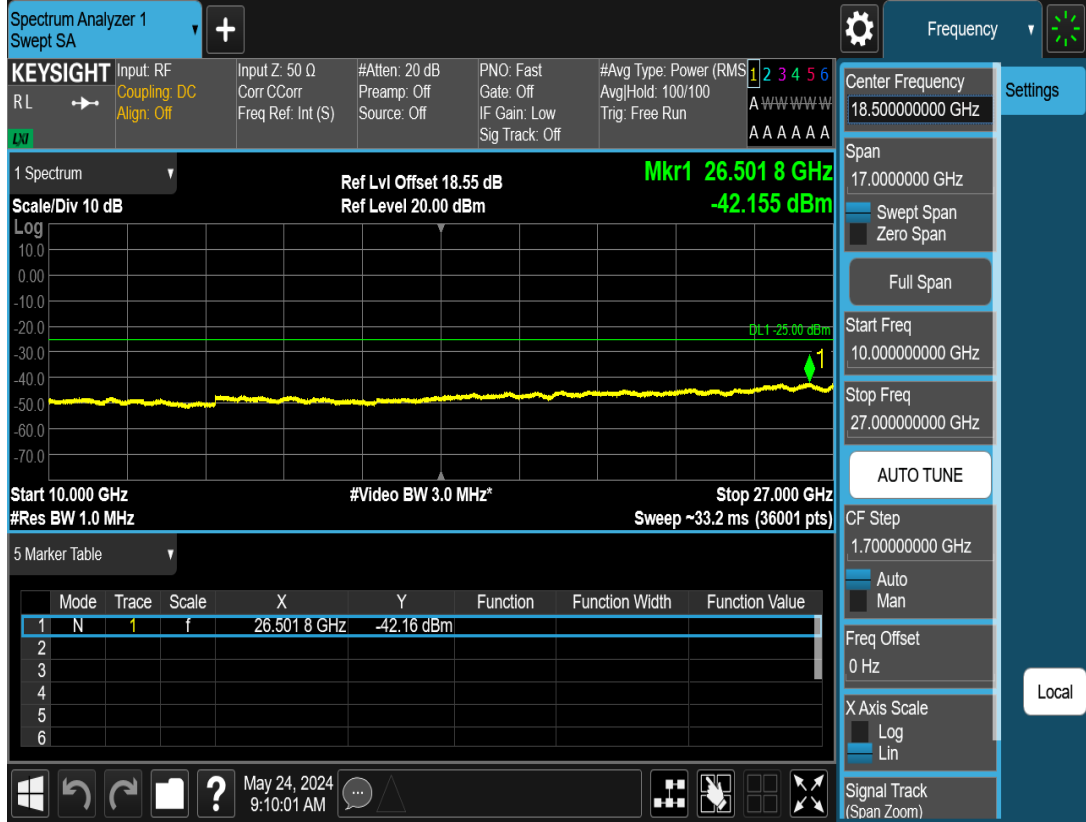 Spectrum Analyzer 1
Swept SA
+
Frequency
KEYSIGHT
RL
LXI
Input: RF
Coupling: DC
Align: Off
Input Z: 50 Ω
Corr CCorr
Freq Ref: Int (S)
#Atten: 20 dB
Preamp: Off
Source: Off
PNO: Fast
Gate: Off
IF Gain: Low
Sig Track: Off
#Avg Type: Power (RMS
Avg|Hold: 100/100
Trig: Free Run
1 2 3 4 5 6
A W W W W W
A A A A A A
Center Frequency
18.500000000 GHz
Settings
Span
17.0000000 GHz
Swept Span
Zero Span
Full Span
Start Freq
10.000000000 GHz
Stop Freq
27.000000000 GHz
AUTO TUNE
CF Step
1.700000000 GHz
Auto
Man
Freq Offset
0 Hz
X Axis Scale
Log
Lin
Signal Track
(Span Zoom)
Local
1 Spectrum
Scale/Div 10 dB
Ref Lvl Offset 18.55 dB
Ref Level 20.00 dBm
Mkr1 26.501 8 GHz
-42.155 dBm
Log
10.0
0.00
-10.0
-20.0
-30.0
-40.0
-50.0
-60.0
-70.0
DL1 -25.00 dBm
1
Start 10.000 GHz
#Video BW 3.0 MHz*
Stop 27.000 GHz
#Res BW 1.0 MHz
Sweep ~33.2 ms (36001 pts)
5 Marker Table
Mode Trace Scale X Y Function Function Width Function Value
1 N 1 f 26.501 8 GHz -42.16 dBm
2
3
4
5
6
?
May 24, 2024
9:10:01 AM